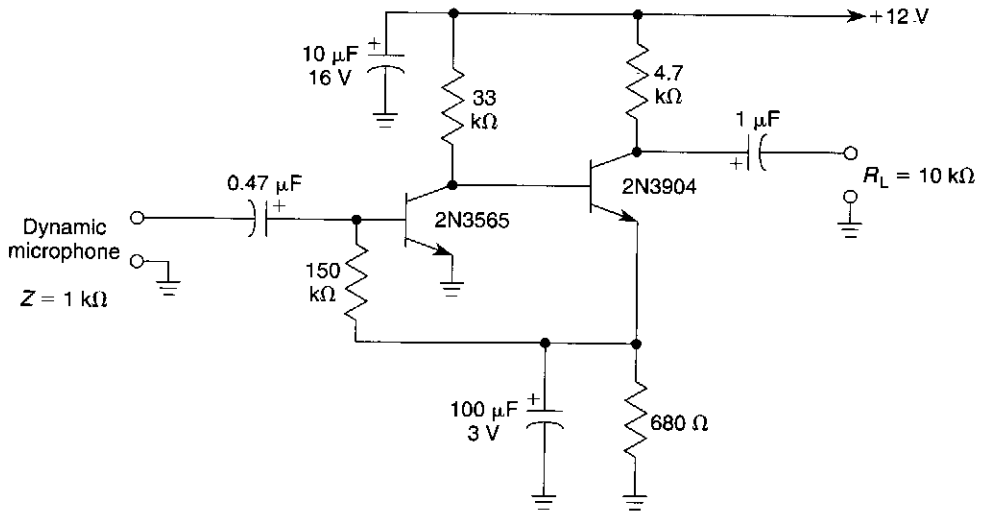 +12 V
10 µF
16 V
+
33
kΩ
4.7
kΩ
1 µF
+
2N3904
R_L = 10 kΩ
0.47 µF
+
2N3565
Dynamic
microphone
Z = 1 kΩ
150
kΩ
100 µF
3 V
+
680 Ω